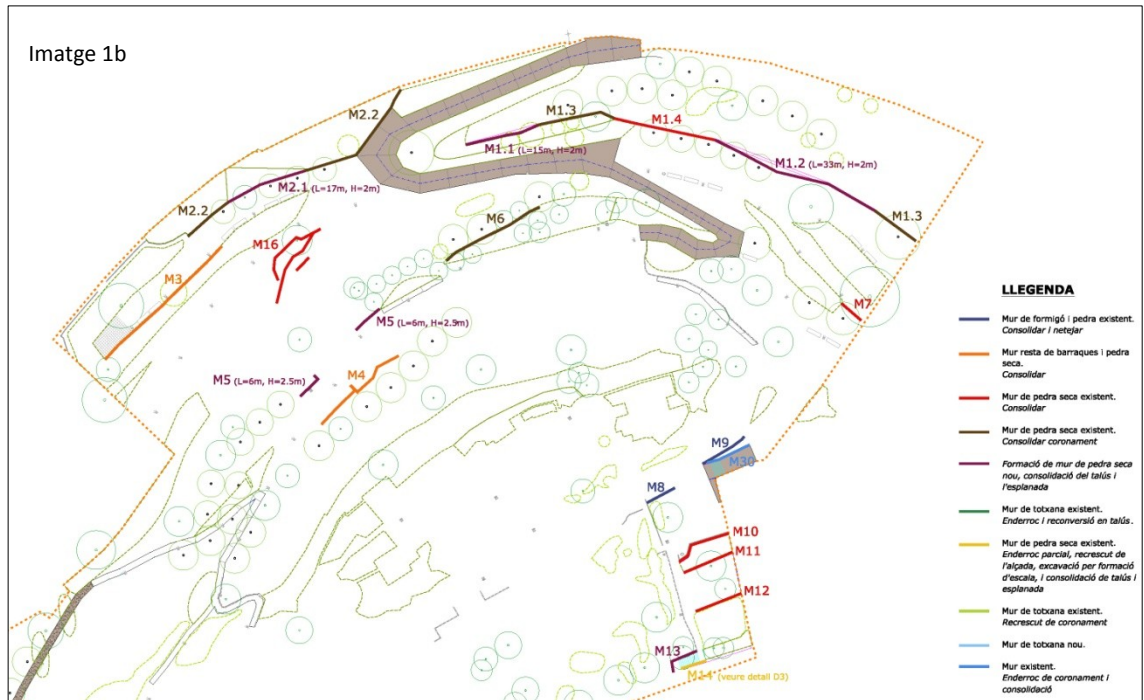 Imatge 1b
M2.2
M1.3
M1.4
M1.1 (L=15m, H=2m)
M1.2 (L=33m, H=2m)
M2.1 (L=17m, H=2m)
M2.2
M6
M1.3
M16
M3
M7
M5 (L=6m, H=2.5m)
M4
M5 (L=6m, H=2.5m)
M9
M30
M8
M10
M11
M12
M13
M14 (veure detall D3)
LLEGENDA
Mur de formigó i pedra existent.
Consolidar i netejar
Mur resta de barraques i pedra
seca.
Consolidar
Mur de pedra seca existent.
Consolidar
Mur de pedra seca existent.
Consolidar coronament
Formació de mur de pedra seca
nou, consolidació del talús i
l'esplanada
Mur de totxana existent.
Enderroc i reconversió en talús.
Mur de pedra seca existent.
Enderroc parcial, recrescut de
l'alçada, excavació per formació
d'escala, i consolidació de talús i
esplanada
Mur de totxana existent.
Recrescut de coronament
Mur de totxana nou.
Mur existent.
Enderroc de coronament i
consolidació